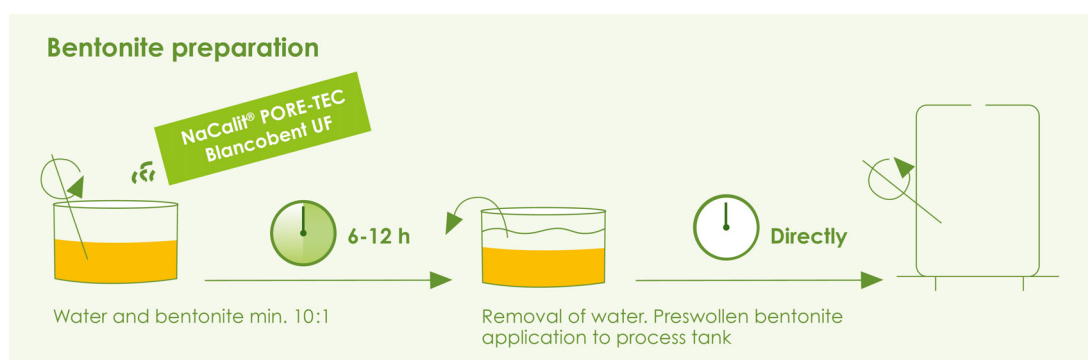 Bentonite preparation
NaCalit® PORE-TEC
Blancobent UF
6-12 h
Directly
Water and bentonite min. 10:1
Removal of water. Preswollen bentonite
application to process tank